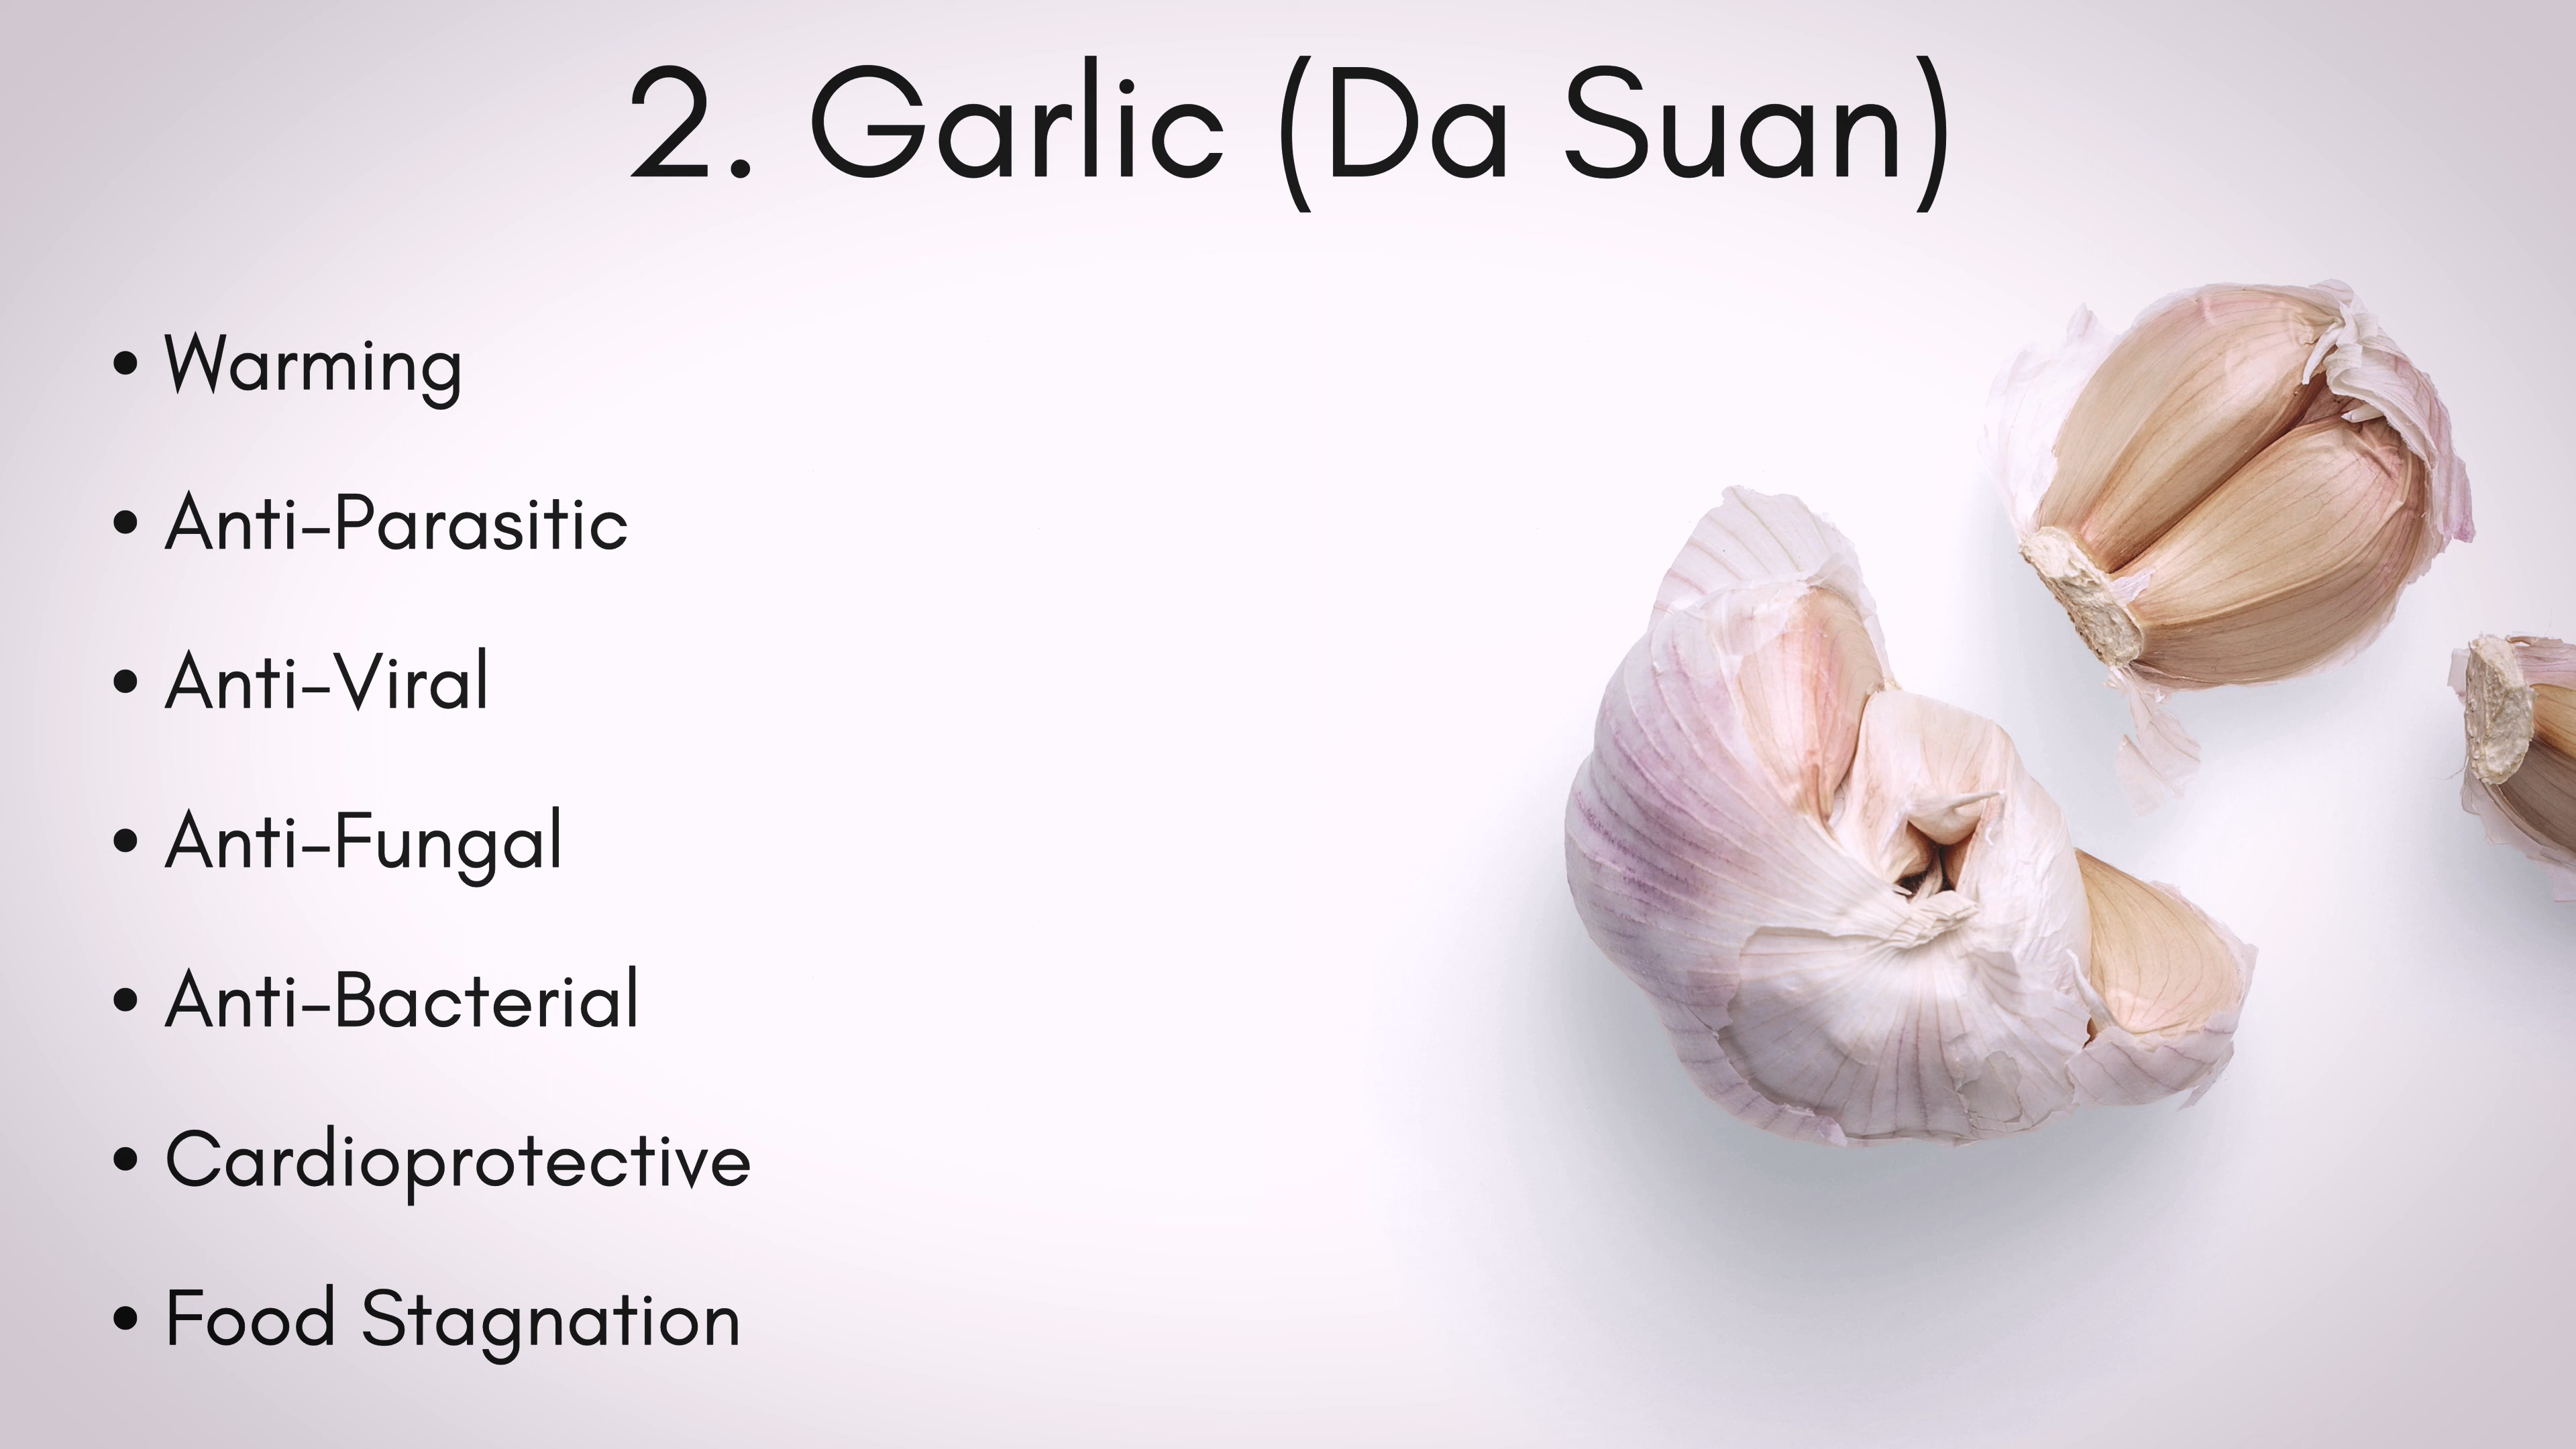 2. Garlic (Da Suan)
• Warming
• Anti-Parasitic
• Anti-Viral
• Anti-Fungal
• Anti-Bacterial
• Cardioprotective
• Food Stagnation